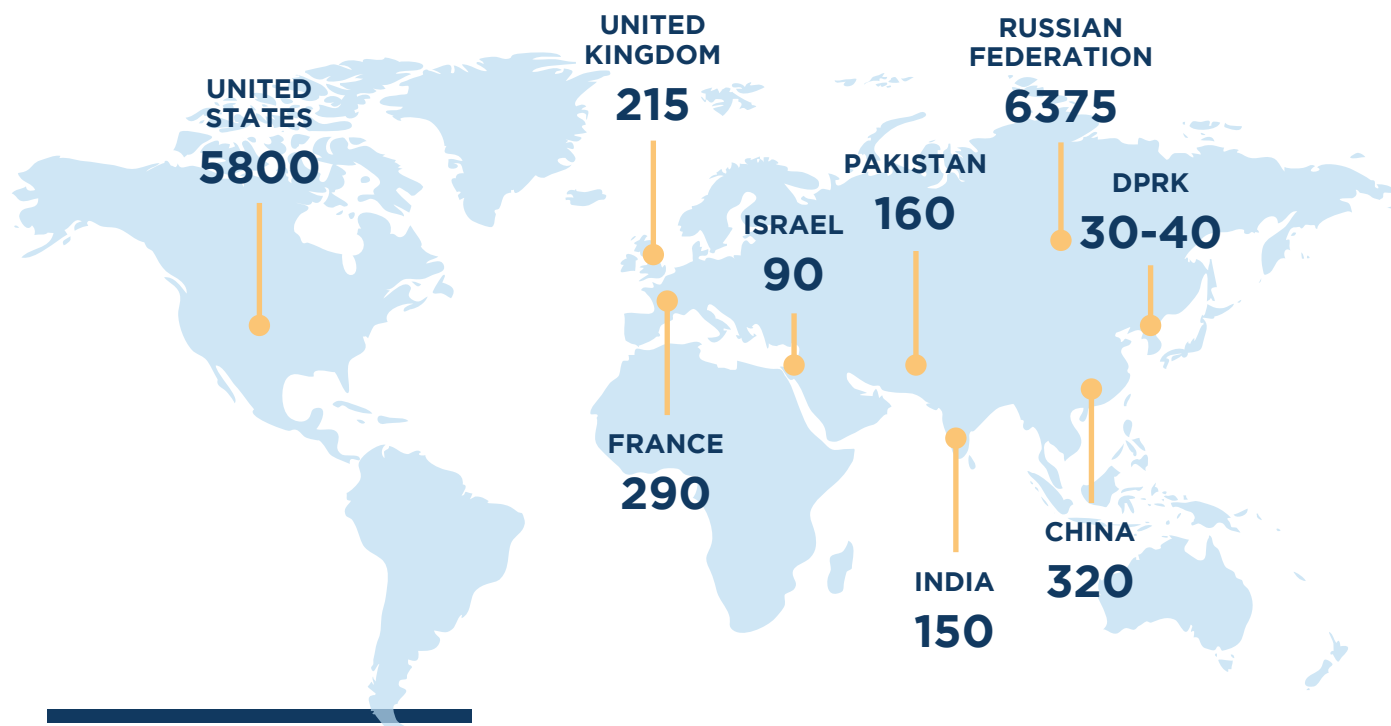 UNITED
STATES
5800
UNITED
KINGDOM
215
RUSSIAN
FEDERATION
6375
PAKISTAN
160
DPRK
30-40
ISRAEL
90
FRANCE
290
CHINA
320
INDIA
150